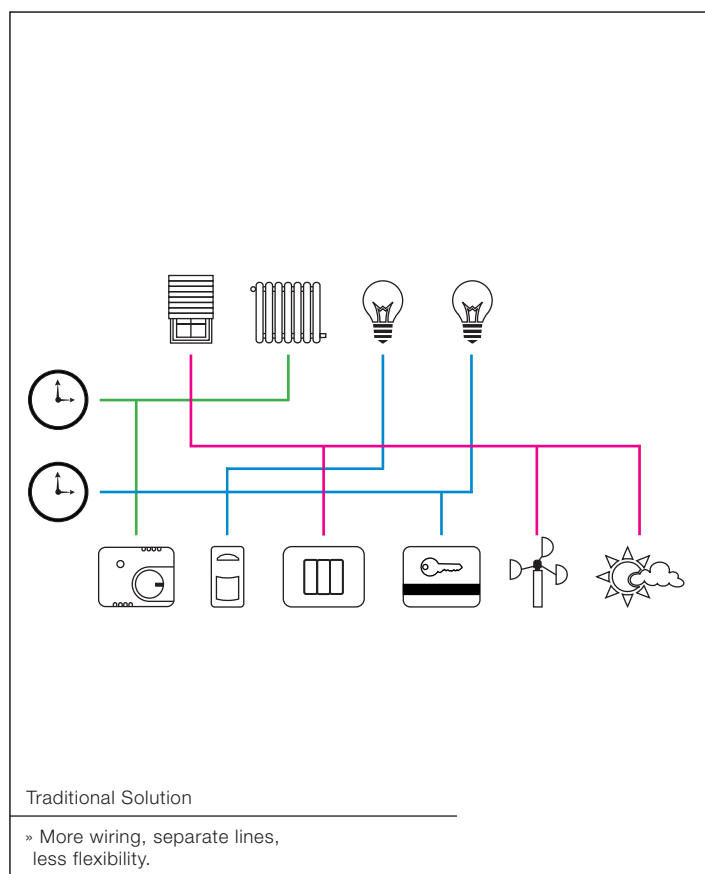 Traditional Solution
» More wiring, separate lines,
less flexibility.